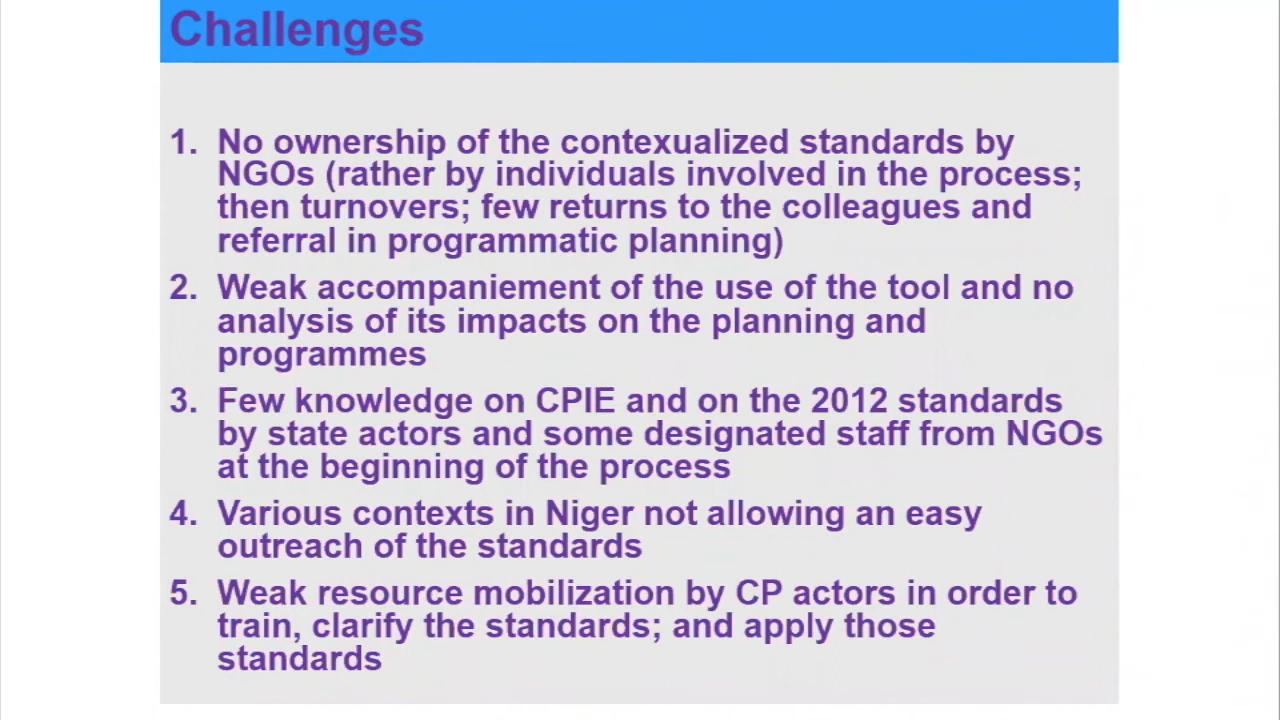 Challenges
1. No ownership of the contexualized standards by
NGOs (rather by individuals involved in the process;
then turnovers; few returns to the colleagues and
referral in programmatic planning)
2. Weak accompaniement of the use of the tool and no
analysis of its impacts on the planning and
programmes
3. Few knowledge on CPIE and on the 2012 standards
by state actors and some designated staff from NGOs
at the beginning of the process
4. Various contexts in Niger not allowing an easy
outreach of the standards
5. Weak resource mobilization by CP actors in order to
train, clarify the standards; and apply those
standards